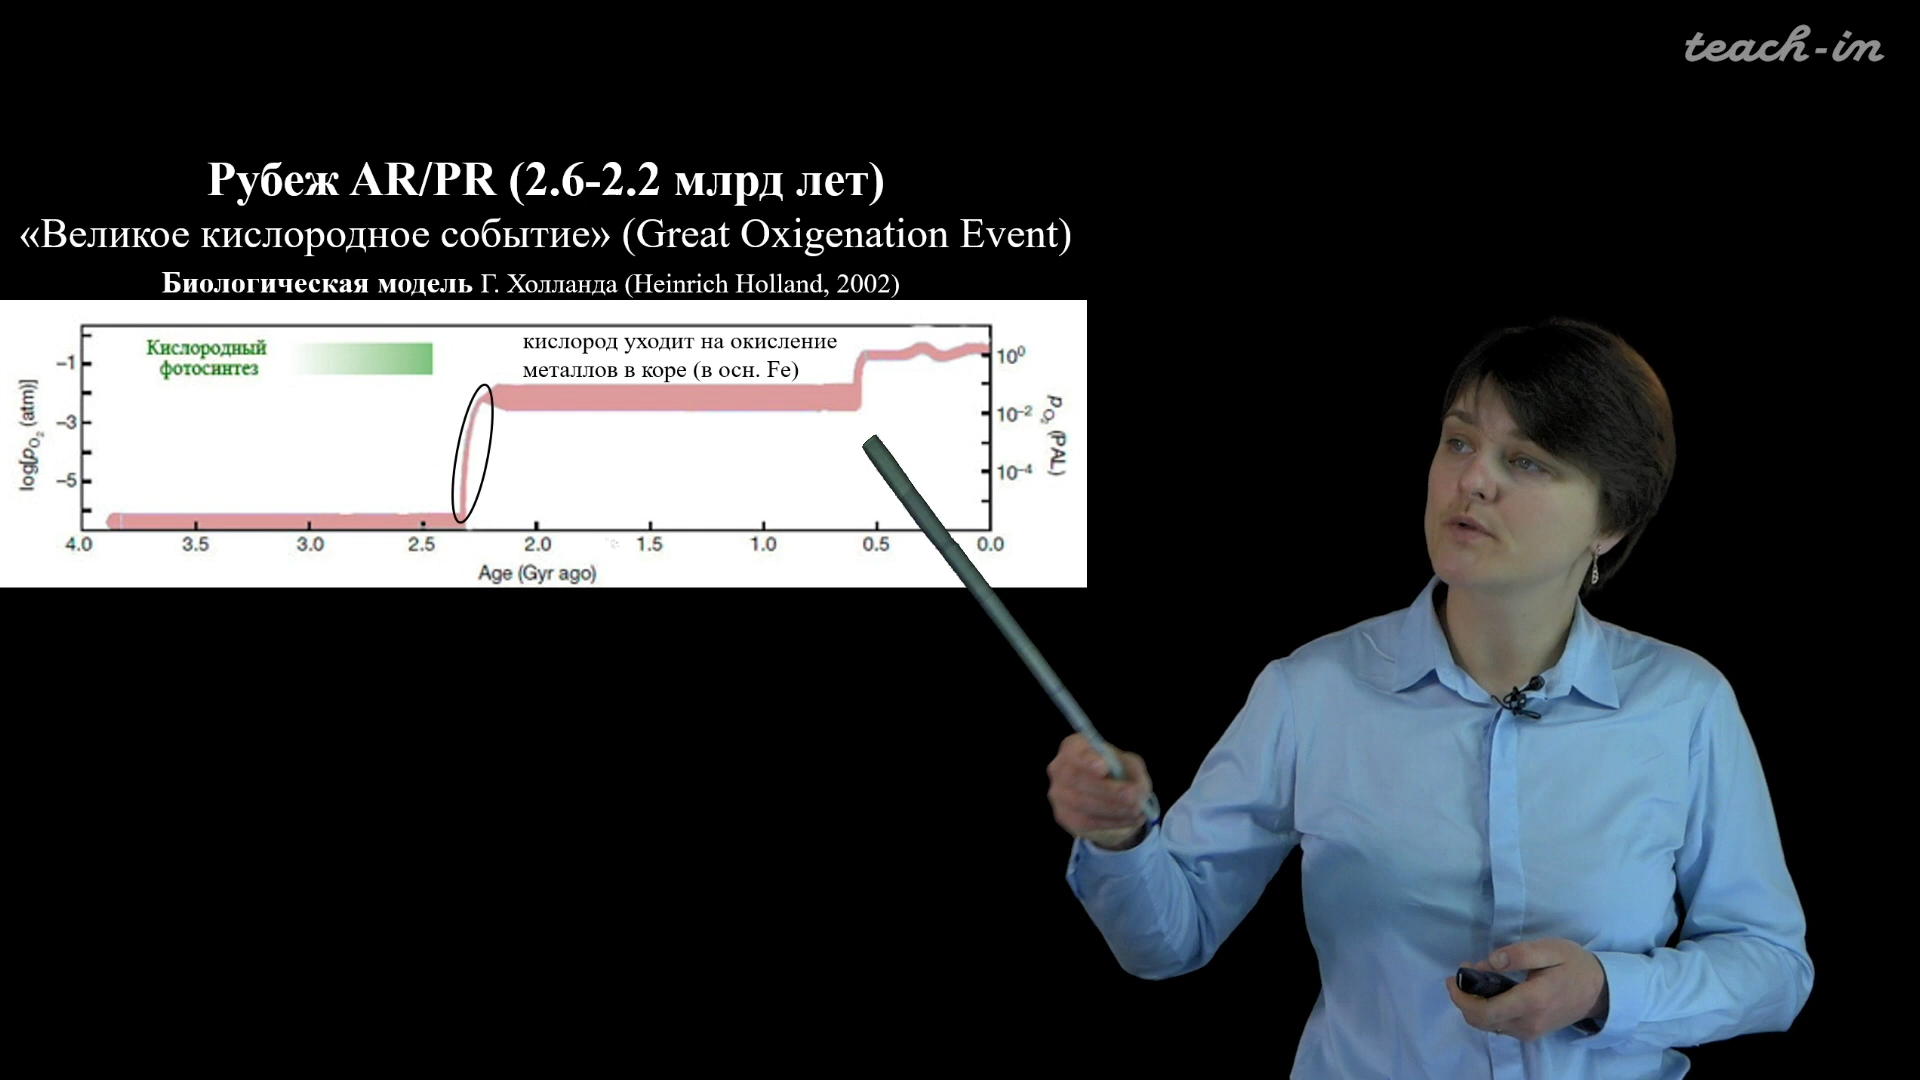 teach-in
Рубеж AR/PR (2.6-2.2 млрд лет)
«Великое кислородное событие» (Great Oxigenation Event)
Биологическая модель Г. Холланда (Heinrich Holland, 2002)
Кислородный
фотосинтез
кислород уходит на окисление
металлов в коре (в осн. Fe)
log[pO₂ (atm)]
−1
−3
−5
10⁰
10⁻²
10⁻⁴
pO₂ (PAL)
4.0 3.5 3.0 2.5 2.0 1.5 1.0 0.5 0.0
Age (Gyr ago)